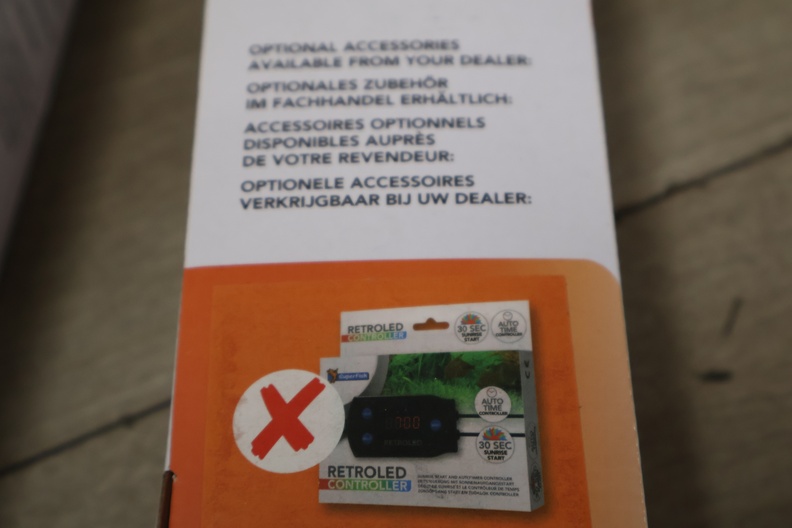 OPTIONAL ACCESSORIES
AVAILABLE FROM YOUR DEALER:
OPTIONALES ZUBEHÖR
IM FACHHANDEL ERHÄLTLICH:
ACCESSOIRES OPTIONNELS
DISPONIBLES AUPRÈS
DE VOTRE REVENDEUR:
OPTIONELE ACCESSOIRES
VERKRIJGBAAR BIJ UW DEALER:
RETROLED
CONTROLLER
30 SEC
SUNRISE
START
AUTO
TIME
CONTROLLER
SuperFish
AUTO
TIME
CONTROLLER
30 SEC
SUNRISE
START
RETROLED
RETROLED
CONTROLLER